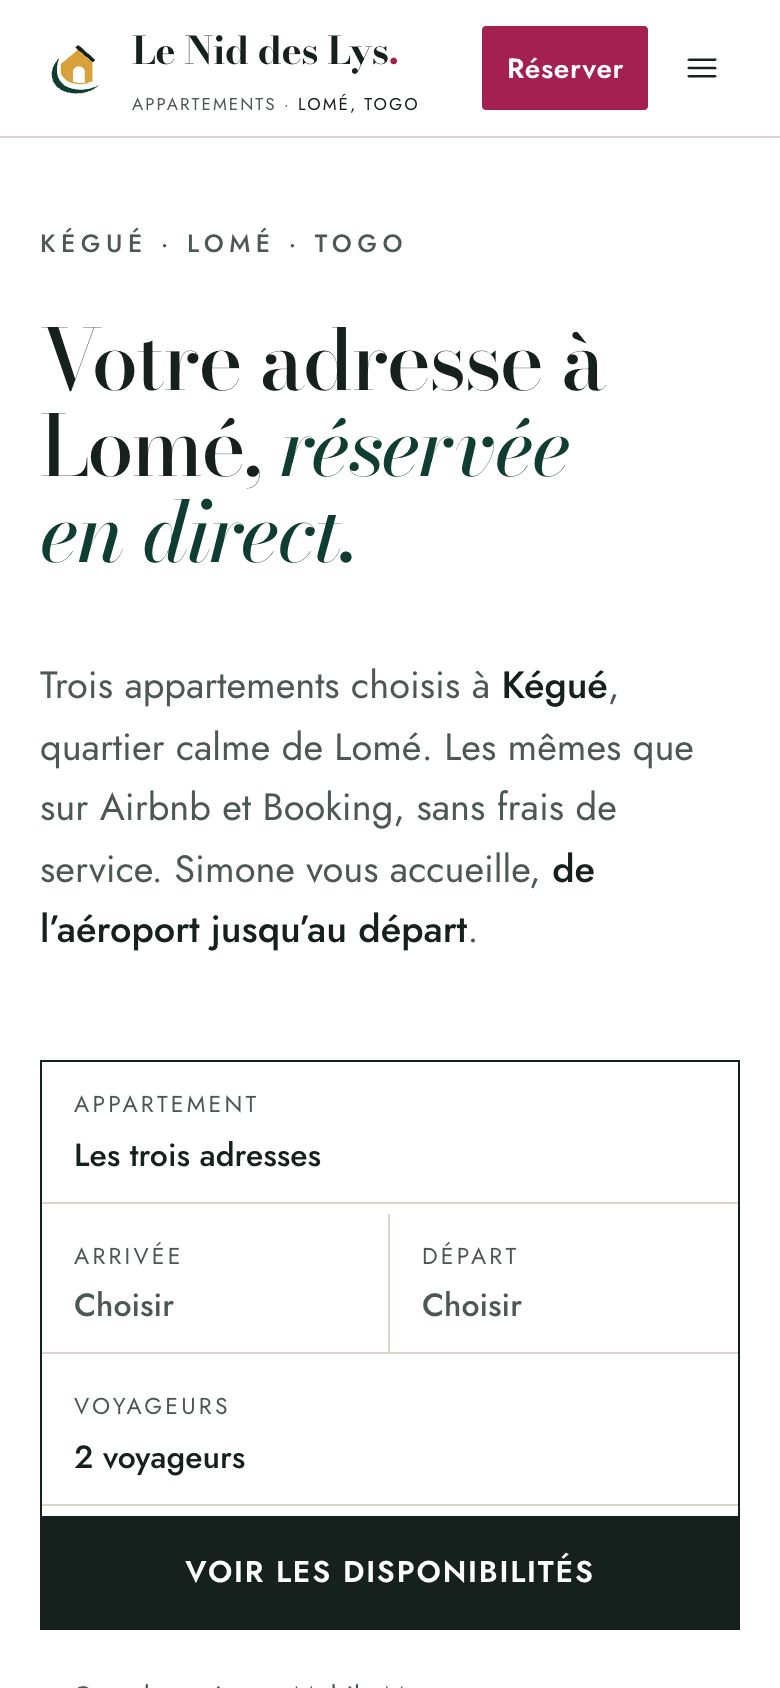 Le Nid des Lys.
APPARTEMENTS · LOMÉ, TOGO
Réserver
KÉGUÉ · LOMÉ · TOGO
Votre adresse à
Lomé, réservée
en direct.
Trois appartements choisis à Kégué,
quartier calme de Lomé. Les mêmes que
sur Airbnb et Booking, sans frais de
service. Simone vous accueille, de
l’aéroport jusqu’au départ.
APPARTEMENT
Les trois adresses
ARRIVÉE
DÉPART
Choisir
Choisir
VOYAGEURS
2 voyageurs
VOIR LES DISPONIBILITÉS